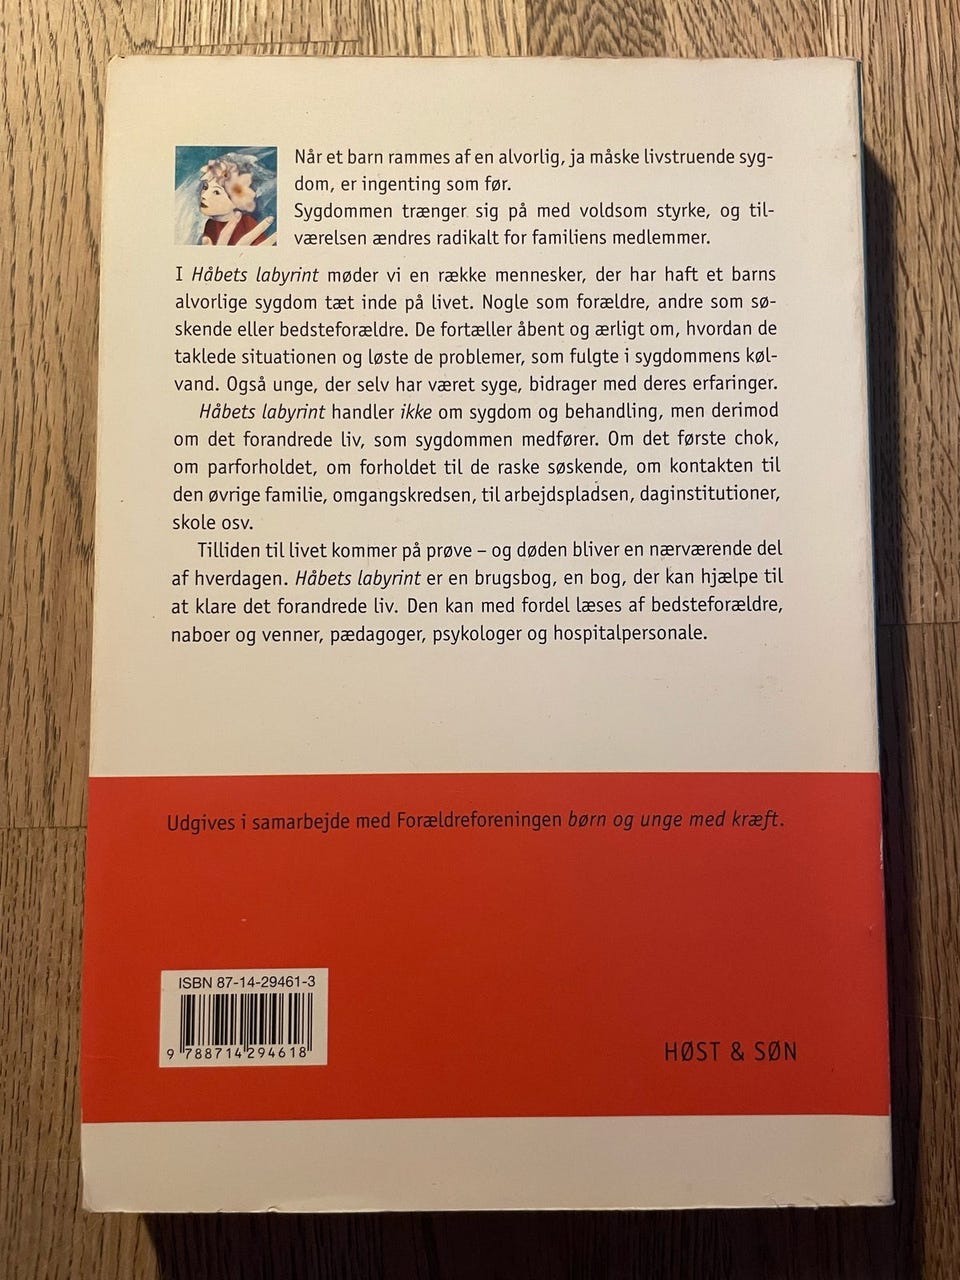 Når et barn rammes af en alvorlig, ja måske livstruende syg-
dom, er ingenting som før.
Sygdommen trænger sig på med voldsom styrke, og til-
værelsen ændres radikalt for familiens medlemmer.
I Håbets labyrint møder vi en række mennesker, der har haft et barns
alvorlige sygdom tæt inde på livet. Nogle som forældre, andre som sø-
skende eller bedsteforældre. De fortæller åbent og ærligt om, hvordan de
taklede situationen og løste de problemer, som fulgte i sygdommens køl-
vand. Også unge, der selv har været syge, bidrager med deres erfaringer.
Håbets labyrint handler ikke om sygdom og behandling, men derimod
om det forandrede liv, som sygdommen medfører. Om det første chok,
om parforholdet, om forholdet til de raske søskende, om kontakten til
den øvrige familie, omgangskredsen, til arbejdspladsen, daginstitutioner,
skole osv.
Tilliden til livet kommer på prøve – og døden bliver en nærværende del
af hverdagen. Håbets labyrint er en brugsbog, en bog, der kan hjælpe til
at klare det forandrede liv. Den kan med fordel læses af bedsteforældre,
naboer og venner, pædagoger, psykologer og hospitalpersonale.
Udgives i samarbejde med Forældreforeningen børn og unge med kræft.
ISBN 87-14-29461-3
9 788714 294618
HØST & SØN